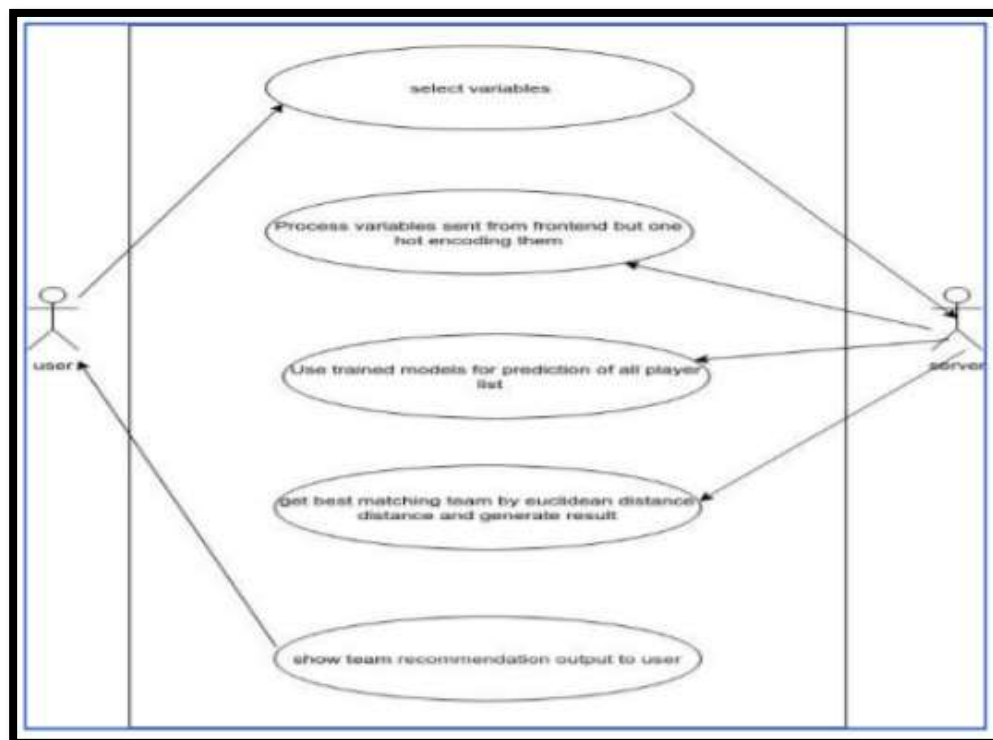 select variables
Process variables sent from frontend but one
hot encoding them
user
server
Use trained models for prediction of all player
list
get best matching team by euclidean distance
distance and generate result
show team recommendation output to user